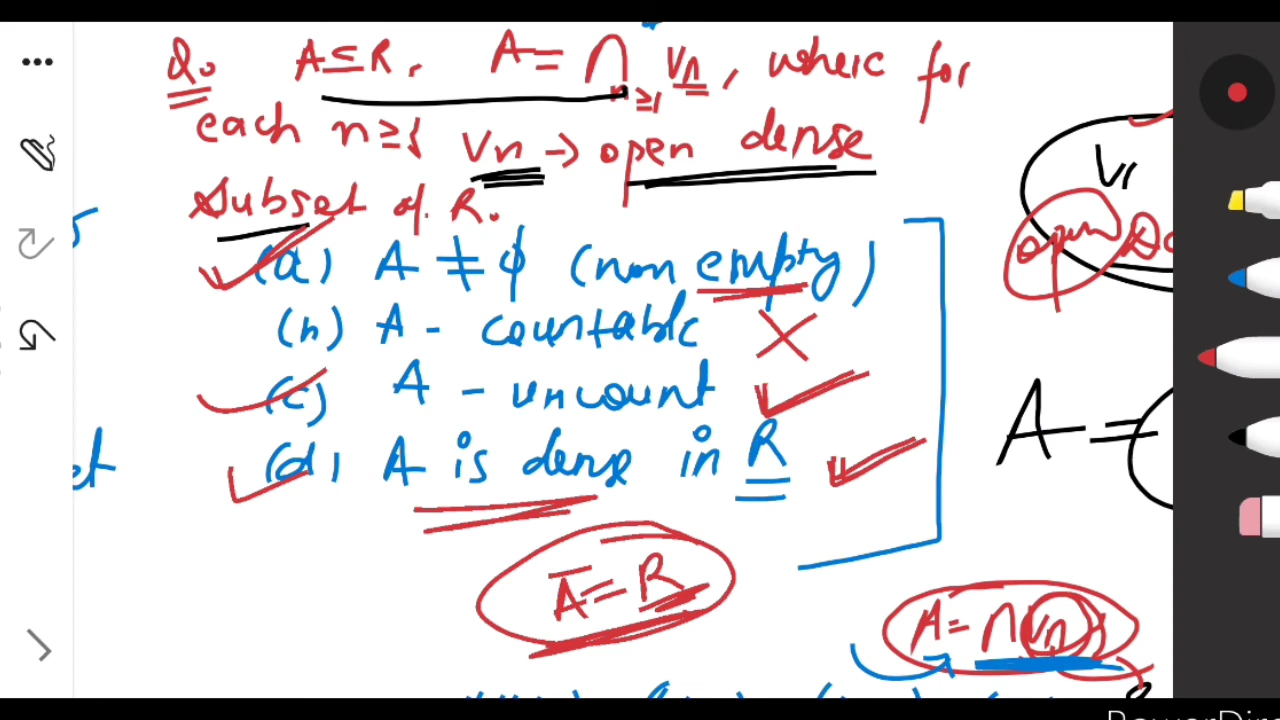 Q. A ⊆ R. A = ∩ n≥1 Vn, where for
each n≥1 Vn → open dense
Subset of R.
(a) A ≠ ϕ (non empty)
(b) A - countable ×
(c) A - uncount ✓
(d) A is dense in R ✓
A̅ = R
A = ∩ Vn
V1
open
A =